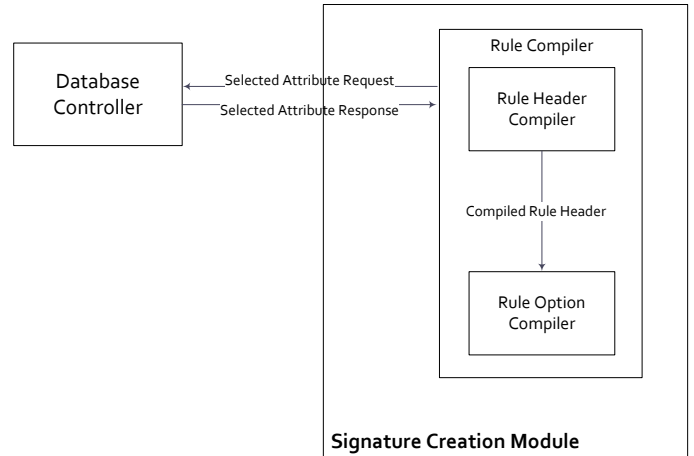 Rule Compiler
Database
Controller
Selected Attribute Request
Selected Attribute Response
Rule Header
Compiler
Compiled Rule Header
Rule Option
Compiler
Signature Creation Module